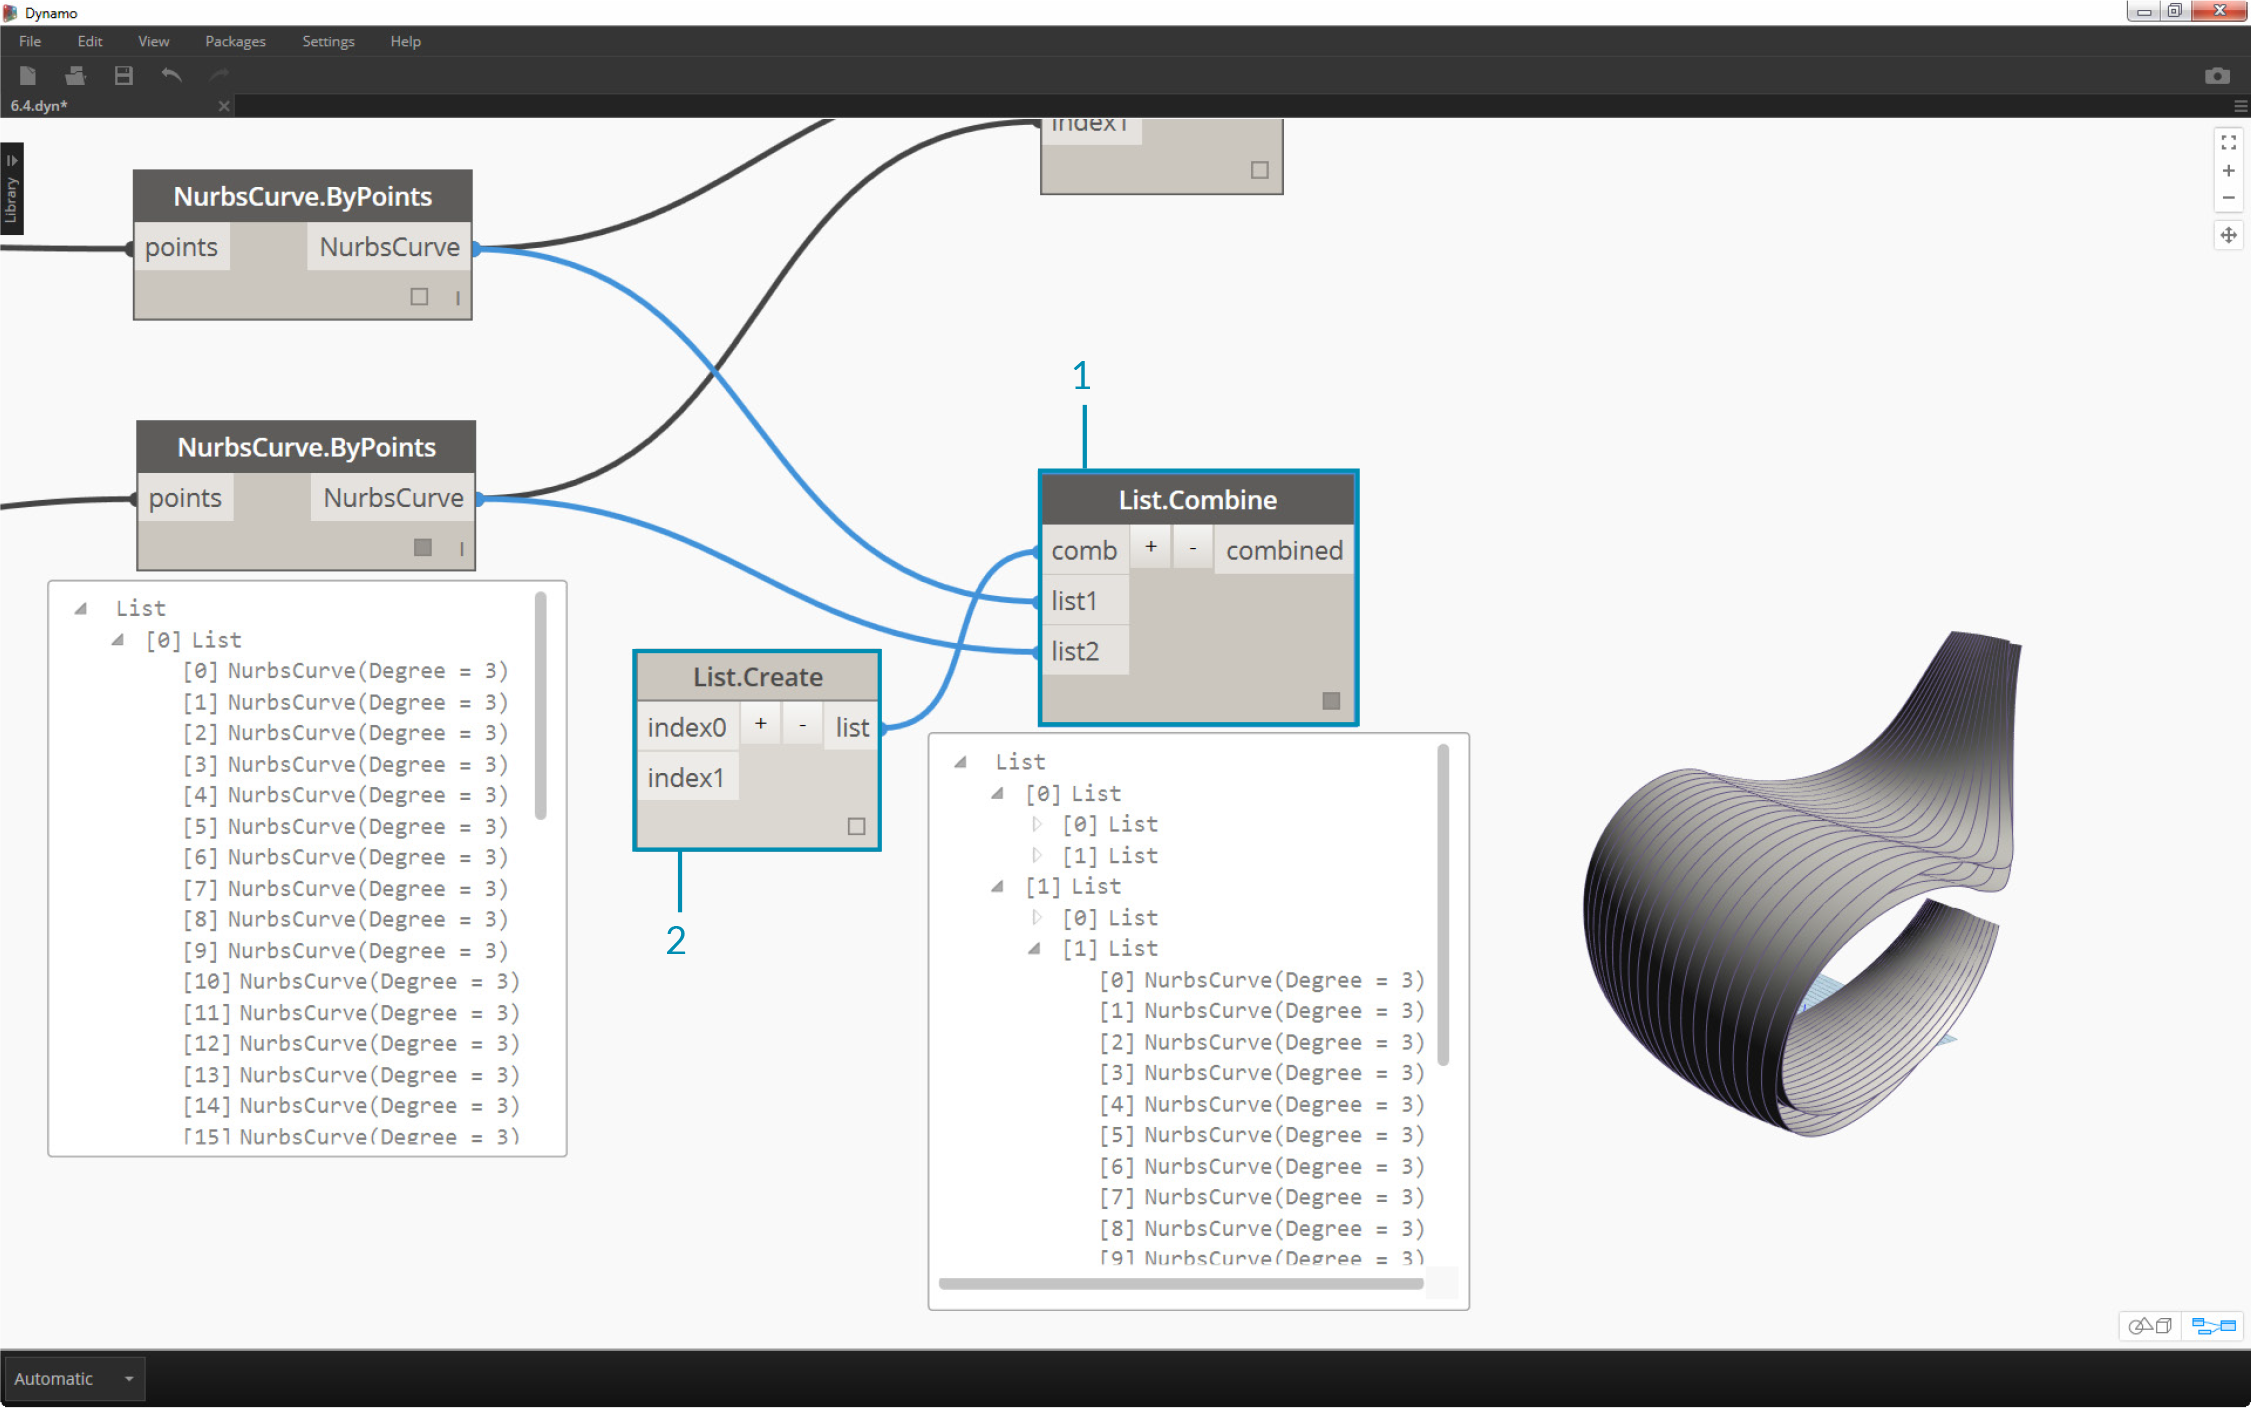 Dynamo
File Edit View Packages Settings Help
6.4.dyn*
Library
index1
NurbsCurve.ByPoints
points NurbsCurve
NurbsCurve.ByPoints
points NurbsCurve
List
[0] List
[0] NurbsCurve(Degree = 3)
[1] NurbsCurve(Degree = 3)
[2] NurbsCurve(Degree = 3)
[3] NurbsCurve(Degree = 3)
[4] NurbsCurve(Degree = 3)
[5] NurbsCurve(Degree = 3)
[6] NurbsCurve(Degree = 3)
[7] NurbsCurve(Degree = 3)
[8] NurbsCurve(Degree = 3)
[9] NurbsCurve(Degree = 3)
[10] NurbsCurve(Degree = 3)
[11] NurbsCurve(Degree = 3)
[12] NurbsCurve(Degree = 3)
[13] NurbsCurve(Degree = 3)
[14] NurbsCurve(Degree = 3)
[15] NurbsCurve(Degree = 3)
1
List.Combine
comb + - combined
list1
list2
List.Create
index0 + - list
index1
2
List
[0] List
[0] List
[1] List
[1] List
[0] List
[1] List
[0] NurbsCurve(Degree = 3)
[1] NurbsCurve(Degree = 3)
[2] NurbsCurve(Degree = 3)
[3] NurbsCurve(Degree = 3)
[4] NurbsCurve(Degree = 3)
[5] NurbsCurve(Degree = 3)
[6] NurbsCurve(Degree = 3)
[7] NurbsCurve(Degree = 3)
[8] NurbsCurve(Degree = 3)
[9] NurbsCurve(Degree = 3)
Automatic